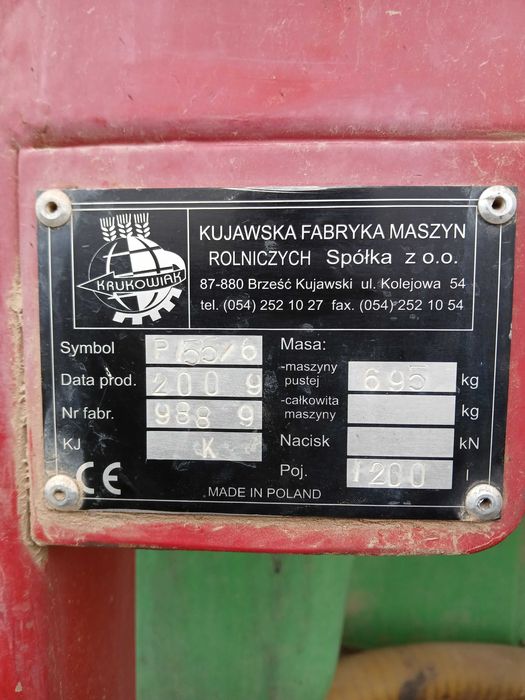 KRUKOWIAK
KUJAWSKA FABRYKA MASZYN
ROLNICZYCH Spółka z o.o.
87-880 Brześć Kujawski ul. Kolejowa 54
tel. (054) 252 10 27 fax. (054) 252 10 54
Symbol P/55/6
Data prod. 2009
Nr fabr. 9889
KJ K
Masa:
-maszyny pustej 695 kg
-całkowita maszyny kg
Nacisk kN
Poj. 1200 l
CE
MADE IN POLAND